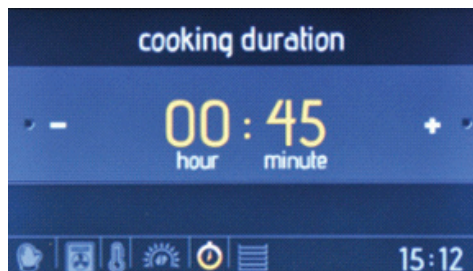 cooking duration
- 00 : 45 +
hour minute
15:12